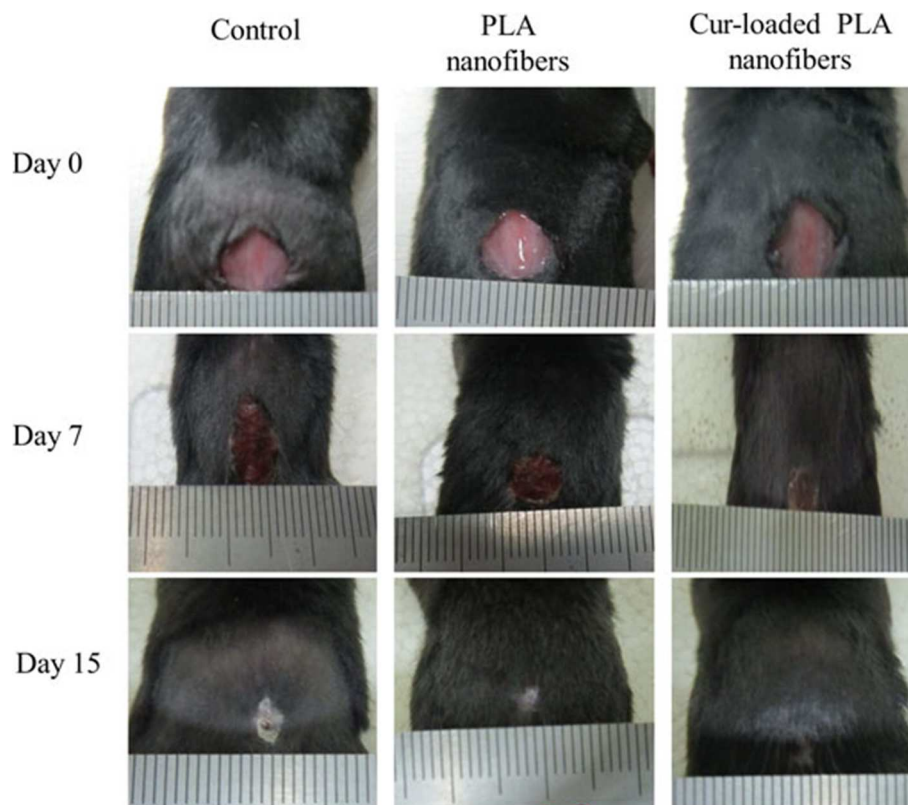 Control
PLA
nanofibers
Cur-loaded PLA
nanofibers
Day 0
Day 7
Day 15